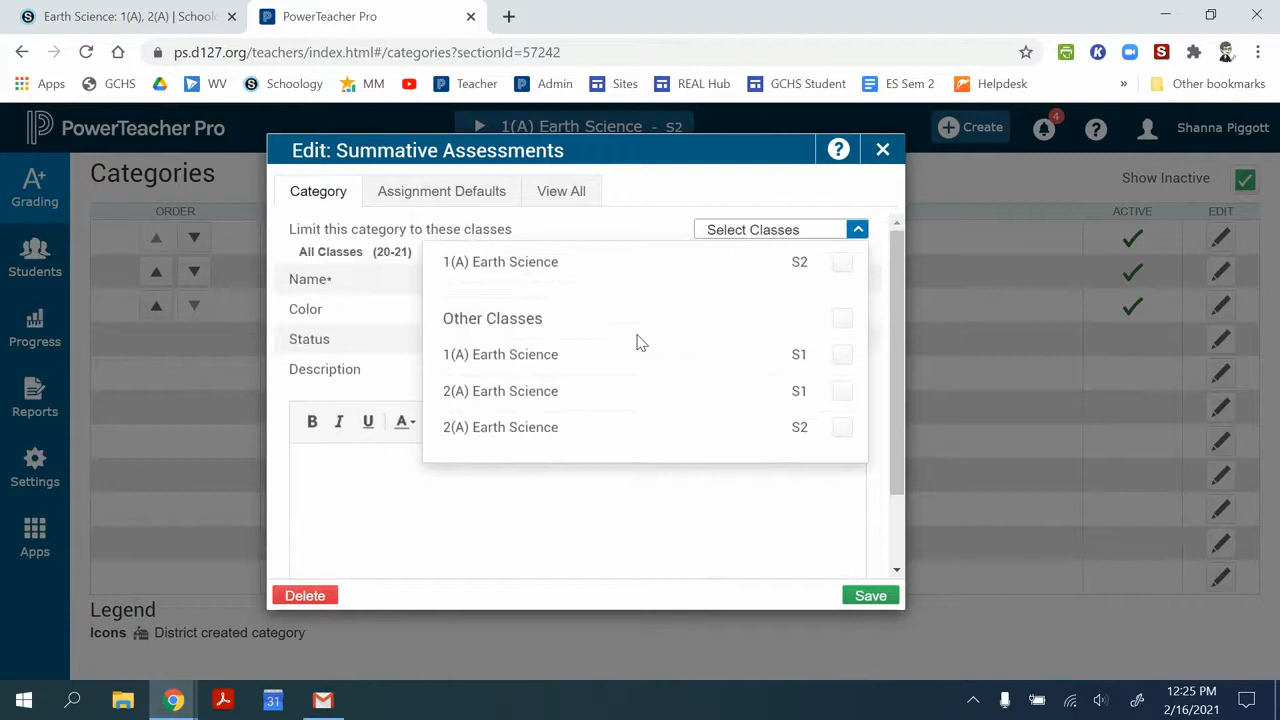 Earth Science: 1(A), 2(A) | Schoolo
PowerTeacher Pro
ps.d127.org/teachers/index.html#/categories?sectionId=57242
Apps
GCHS
WV
Schoology
MM
Teacher
Admin
Sites
REAL Hub
GCHS Student
ES Sem 2
Helpdesk
»
Other bookmarks
PowerTeacher Pro
1(A) Earth Science - S2
Create
4
Shanna Piggott
Grading
Students
Progress
Reports
Settings
Apps
Categories
Show Inactive
ORDER
ACTIVE
EDIT
Edit: Summative Assessments
Category
Assignment Defaults
View All
Limit this category to these classes
Select Classes
All Classes (20-21)
Name*
Color
Status
Description
B I U A
1(A) Earth Science S2
Other Classes
1(A) Earth Science S1
2(A) Earth Science S1
2(A) Earth Science S2
Delete
Save
Legend
Icons District created category
31
12:25 PM
2/16/2021